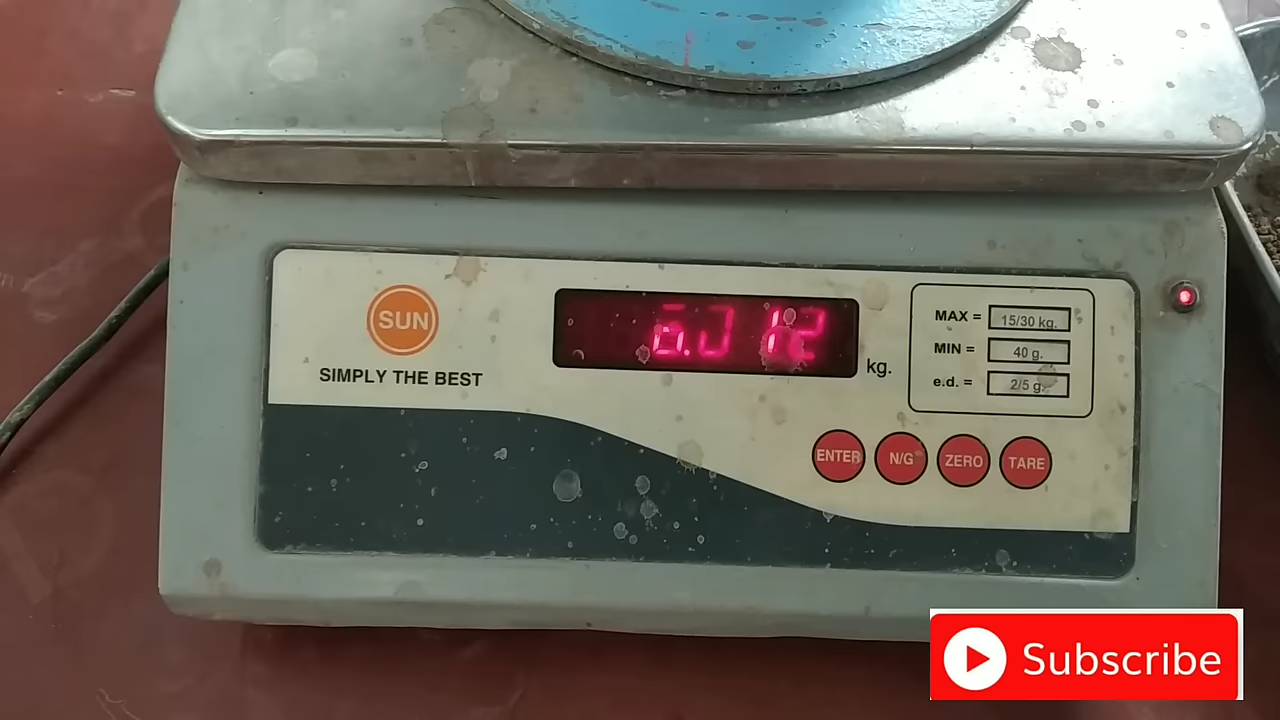 SUN
SIMPLY THE BEST
kg.
MAX = 15/30 kg.
MIN = 40 g.
e.d. = 2/5 g.
ENTER N/G ZERO TARE
Subscribe